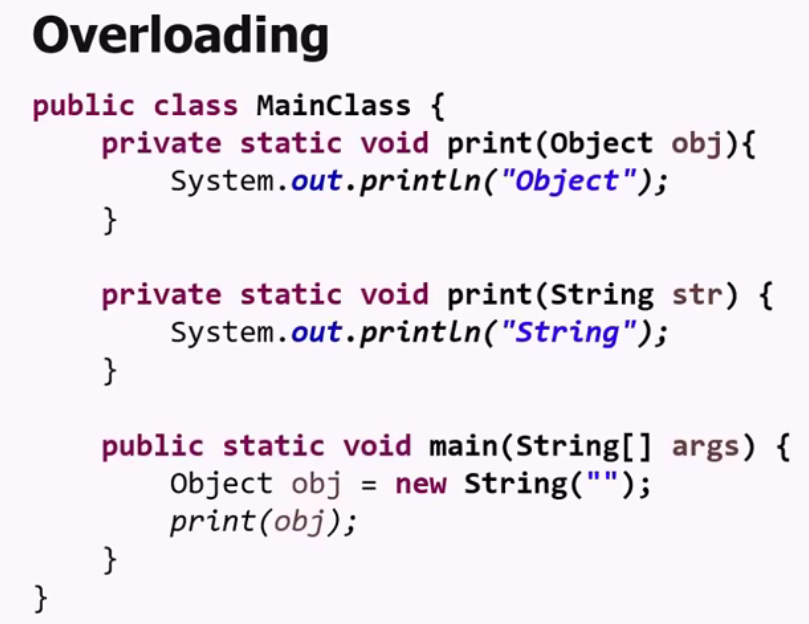 Overloading
public class MainClass {
private static void print(Object obj){
System.out.println("Object");
}
private static void print(String str) {
System.out.println("String");
}
public static void main(String[] args) {
Object obj = new String("");
print(obj);
}
}